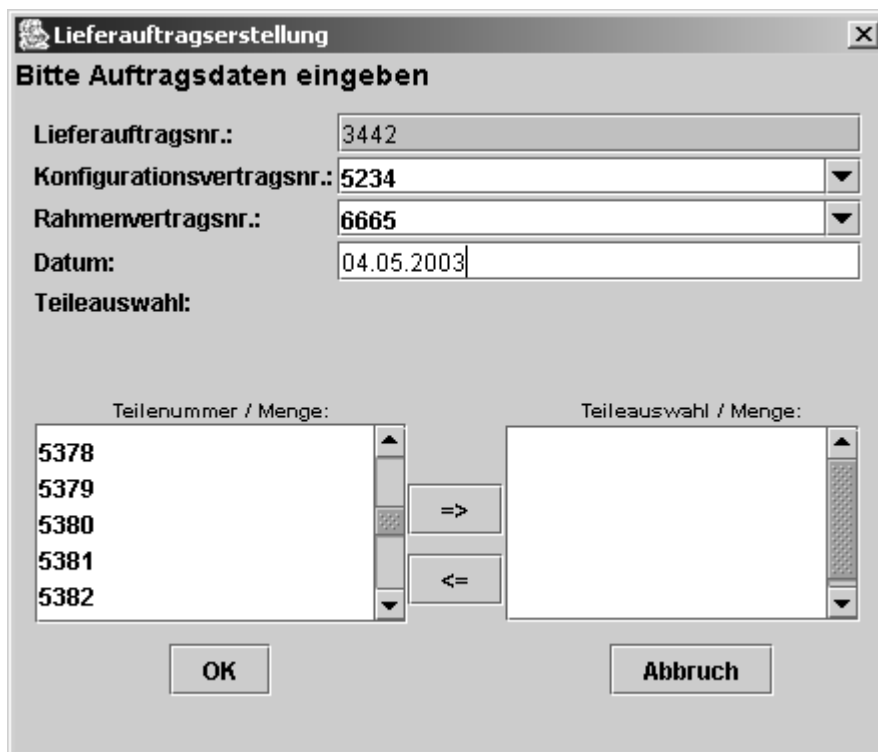 Lieferauftragserstellung
Bitte Auftragsdaten eingeben
Lieferauftragsnr.: 3442
Konfigurationsvertragsnr.: 5234
Rahmenvertragsnr.: 6665
Datum: 04.05.2003
Teileauswahl:
Teilenummer / Menge: Teileauswahl / Menge:
5378
5379
5380
5381
5382
=>
<=
OK Abbruch